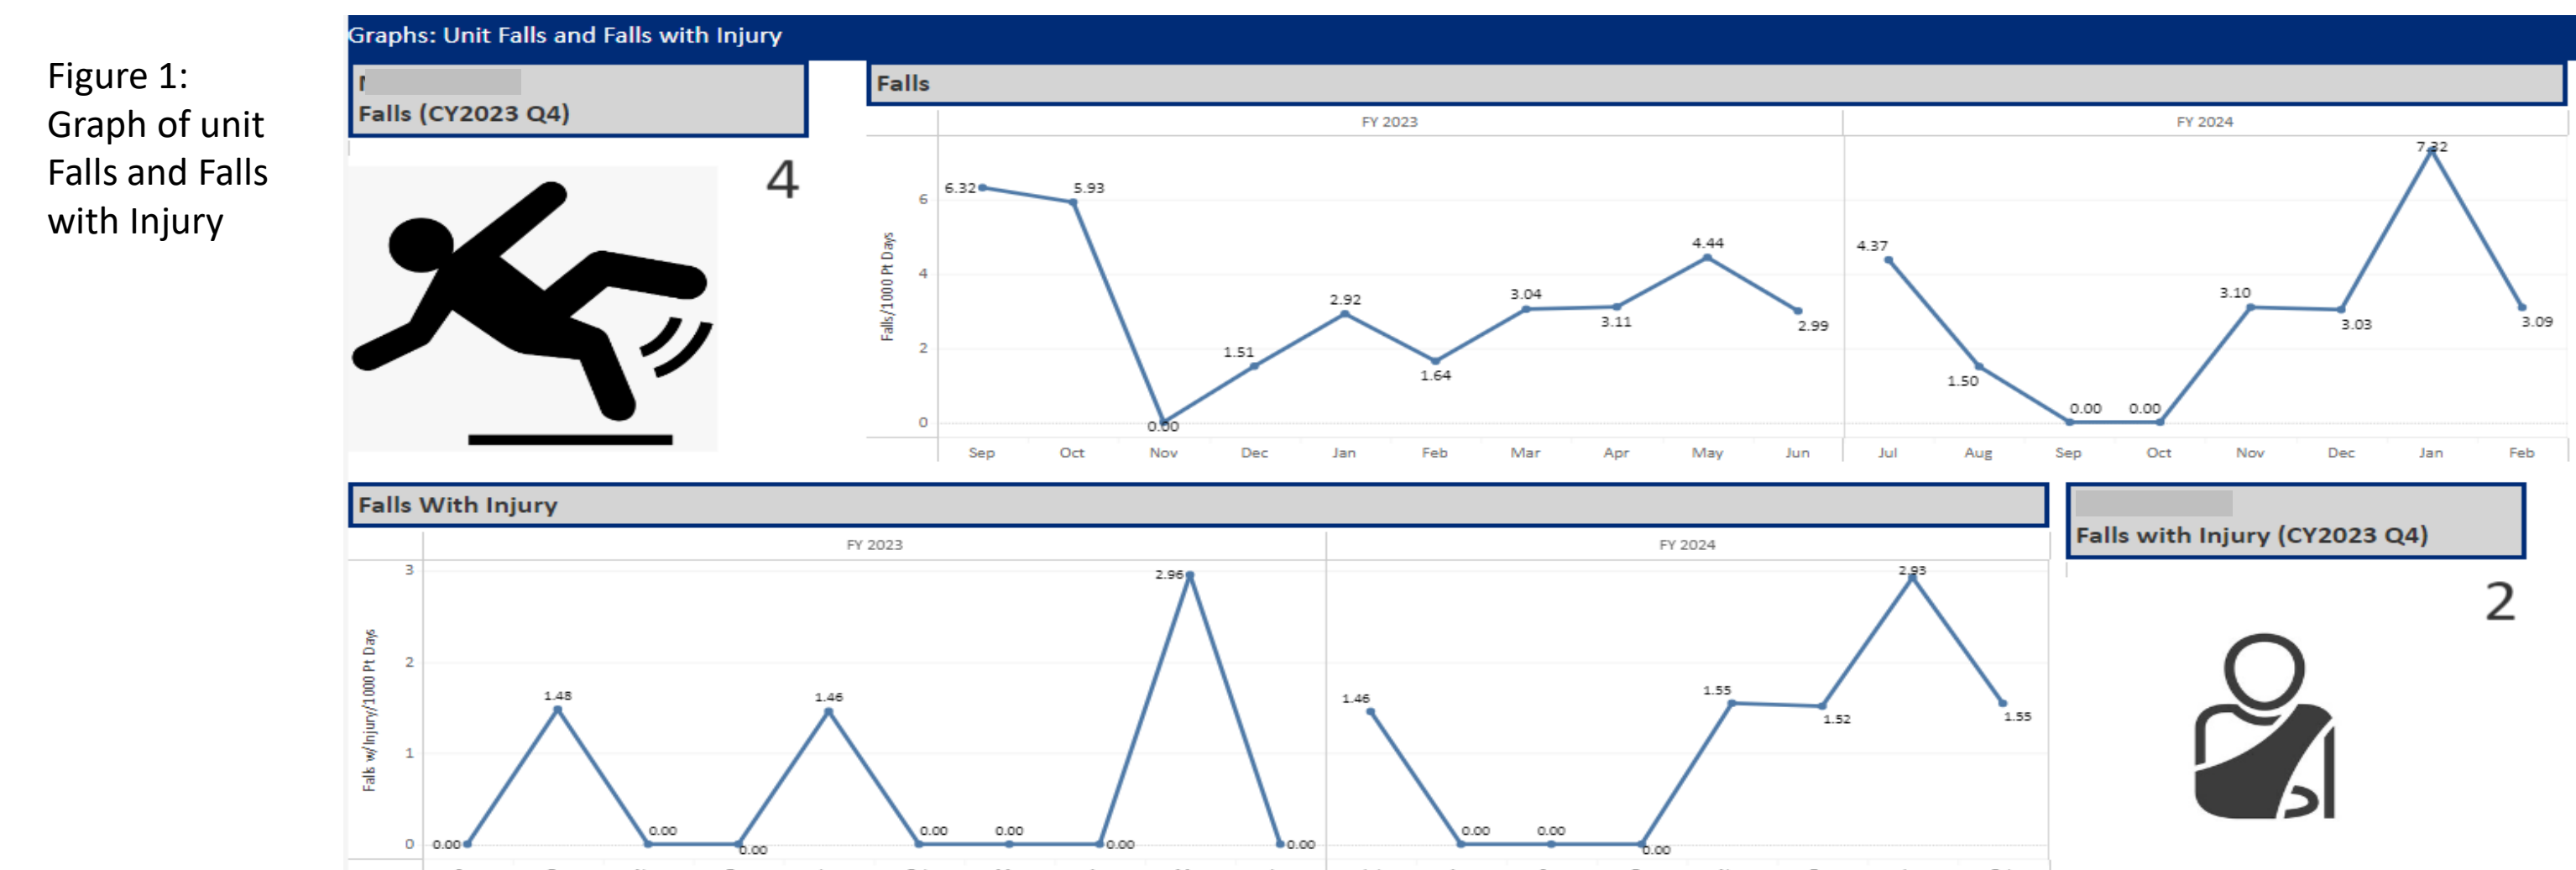 Figure 1:
Graph of unit
Falls and Falls
with Injury
Graphs: Unit Falls and Falls with Injury
Falls (CY2023 Q4)
4
Falls
FY 2023
FY 2024
Falls/1000 Pt Days
6
4
2
0
6.32
5.93
0.00
1.51
2.92
1.64
3.04
3.11
4.44
2.99
4.37
1.50
0.00
0.00
3.10
3.03
7.32
3.09
Sep
Oct
Nov
Dec
Jan
Feb
Mar
Apr
May
Jun
Jul
Aug
Sep
Oct
Nov
Dec
Jan
Feb
Falls With Injury
FY 2023
FY 2024
Falls w/Injury/1000 Pt Days
3
2
1
0
0.00
1.48
0.00
0.00
1.46
0.00
0.00
0.00
2.96
0.00
1.46
0.00
0.00
0.00
1.55
1.52
2.93
1.55
Falls with Injury (CY2023 Q4)
2